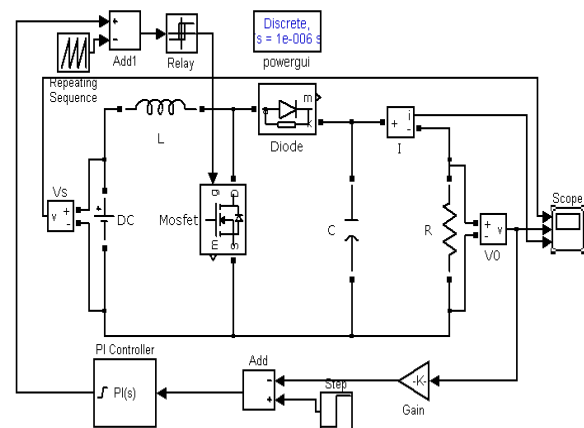 Discrete,
s = 1e-006 s
powergui
+
-
Add1
Relay
Repeating
Sequence
L
m
a
k
Diode
+
-
i
I
Scope
Vs
v
+
-
+
DC
g
D
m
S
Mosfet
C
R
+
-
v
V0
PI Controller
PI(s)
Add
-
+
Step
-K-
Gain